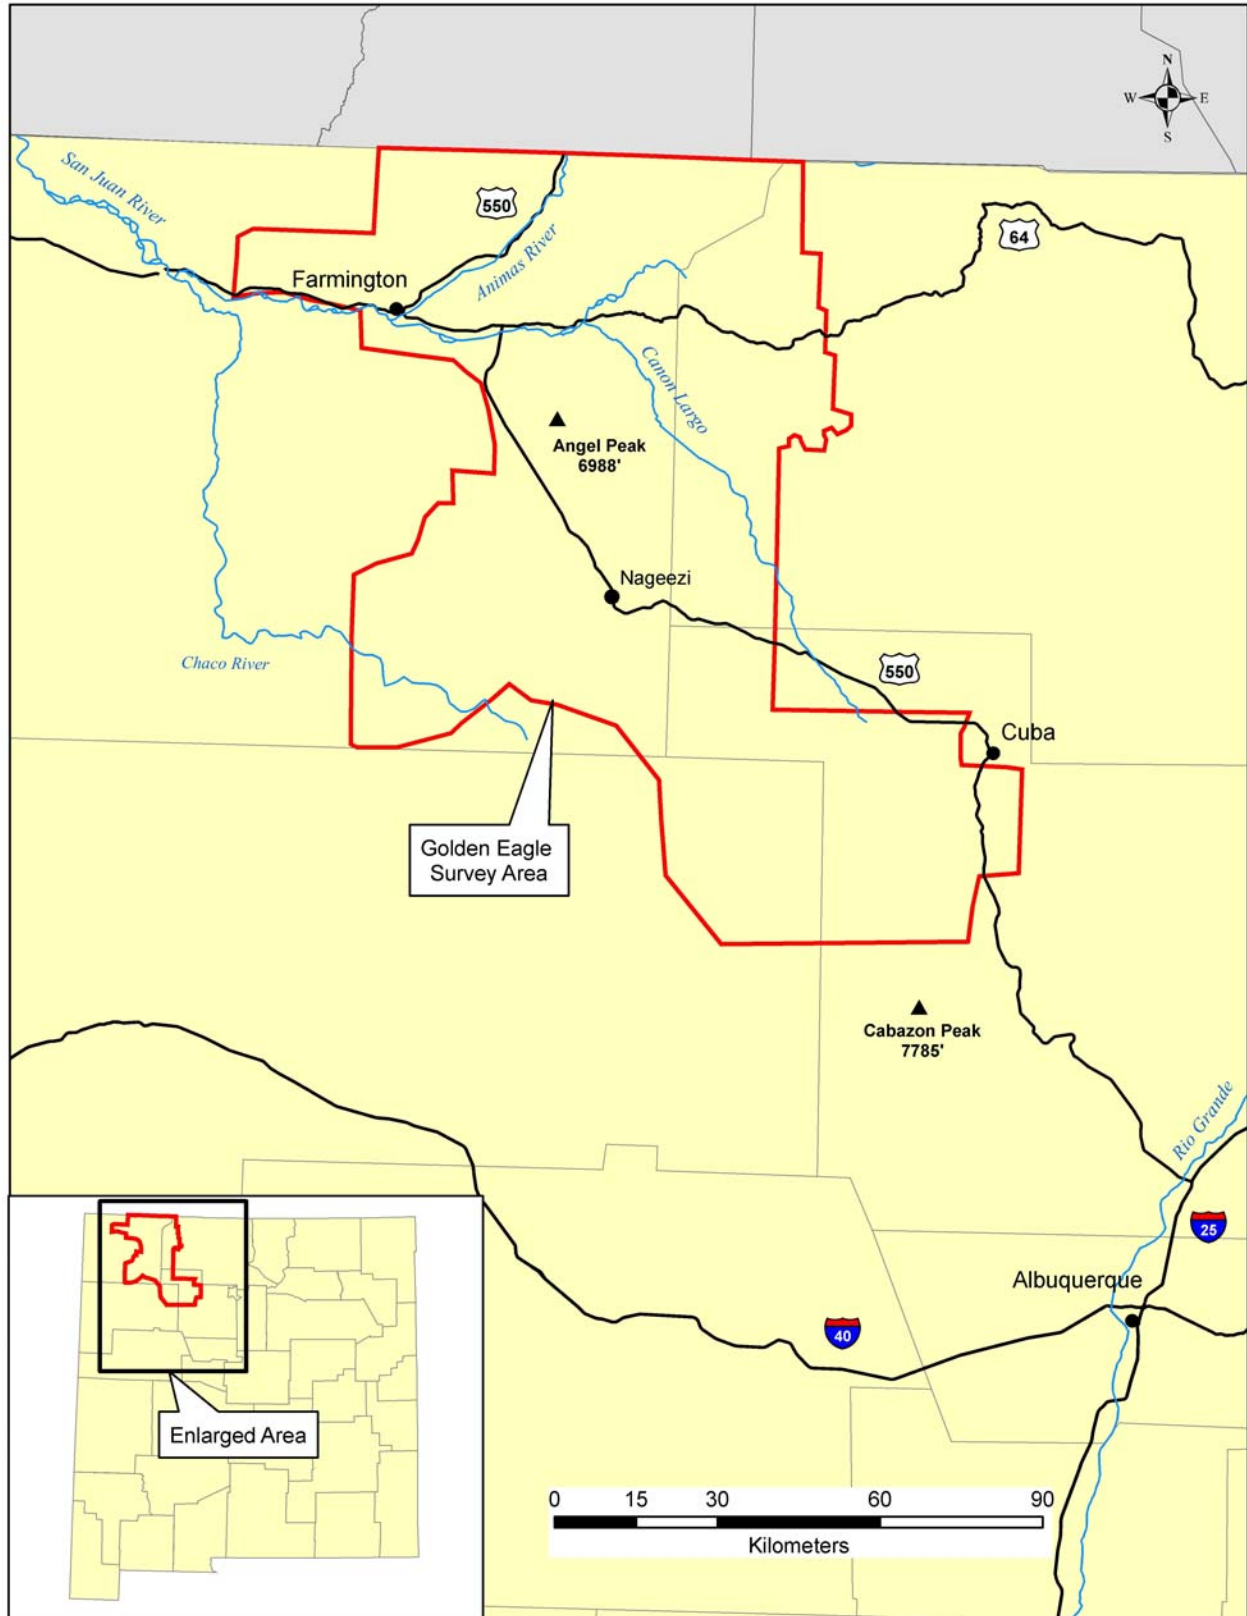 N
W
E
S
San Juan River
550
64
Animas River
Farmington
Canon Largo
Angel Peak
6988'
Nageezi
Chaco River
550
Cuba
Golden Eagle
Survey Area
Cabazon Peak
7785'
Rio Grande
25
Albuquerque
40
Enlarged Area
0 15 30 60 90
Kilometers